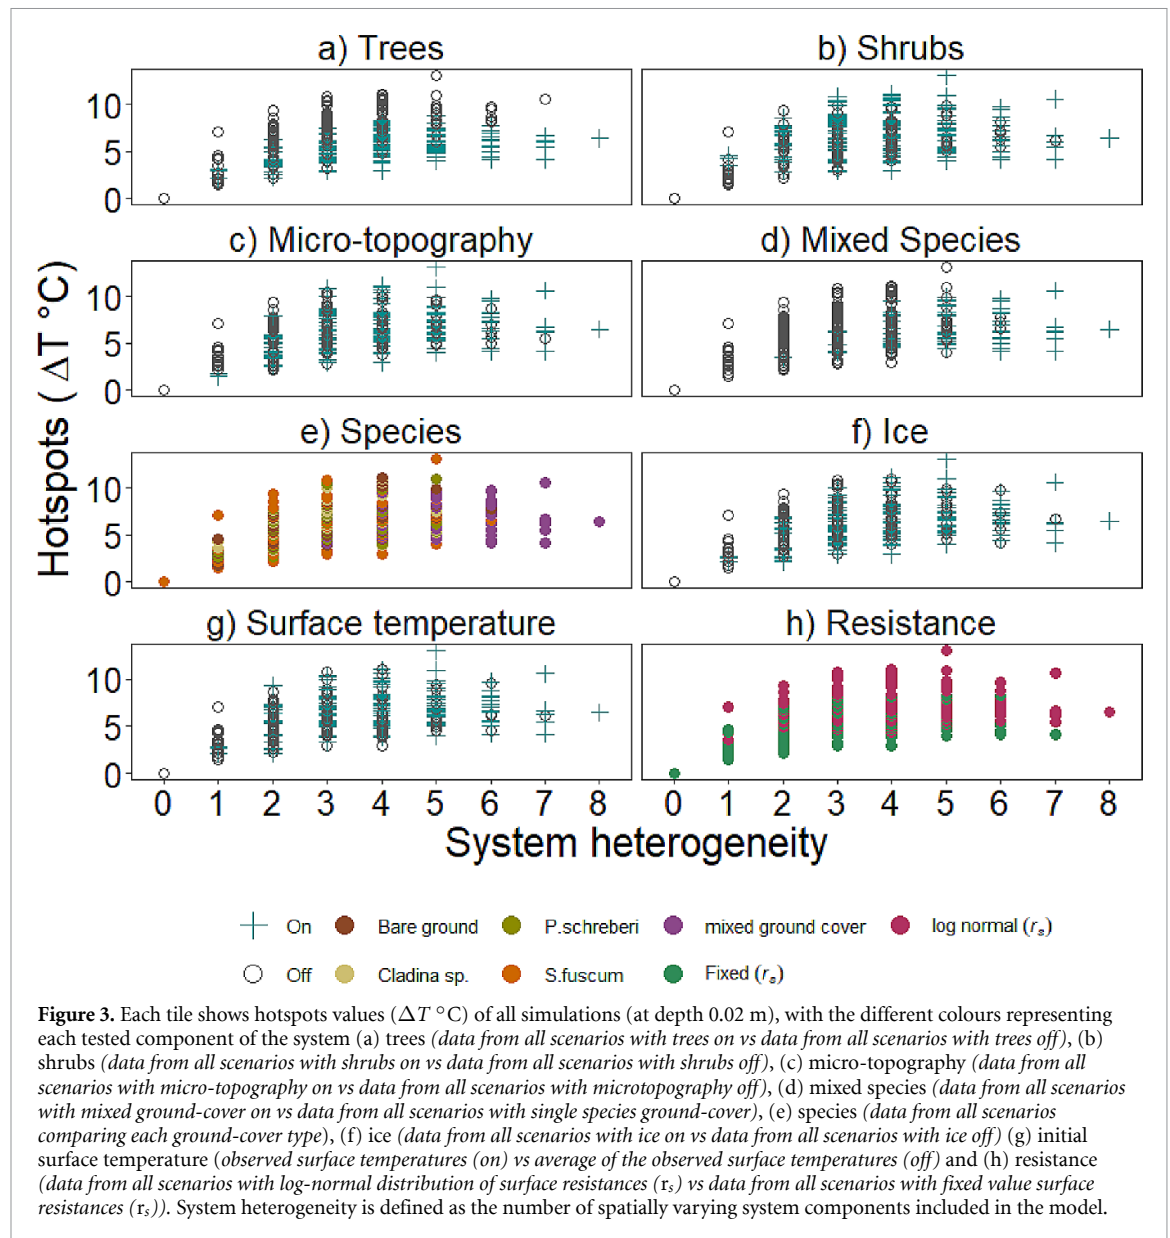 a) Trees
b) Shrubs
10
5
0
c) Micro-topography
d) Mixed Species
10
5
0
Hotspots ( ΔT °C)
e) Species
f) Ice
10
5
0
g) Surface temperature
h) Resistance
10
5
0
0 1 2 3 4 5 6 7 8
0 1 2 3 4 5 6 7 8
System heterogeneity
On Bare ground P.schreberi mixed ground cover log normal (rₛ)
Off Cladina sp. S.fuscum Fixed (rₛ)
Figure 3. Each tile shows hotspots values (ΔT °C) of all simulations (at depth 0.02 m), with the different colours representing
each tested component of the system (a) trees (data from all scenarios with trees on vs data from all scenarios with trees off), (b)
shrubs (data from all scenarios with shrubs on vs data from all scenarios with shrubs off), (c) micro-topography (data from all
scenarios with micro-topography on vs data from all scenarios with microtopography off), (d) mixed species (data from all scenarios
with mixed ground-cover on vs data from all scenarios with single species ground-cover), (e) species (data from all scenarios
comparing each ground-cover type), (f) ice (data from all scenarios with ice on vs data from all scenarios with ice off) (g) initial
surface temperature (observed surface temperatures (on) vs average of the observed surface temperatures (off) and (h) resistance
(data from all scenarios with log-normal distribution of surface resistances (rₛ) vs data from all scenarios with fixed value surface
resistances (rₛ)). System heterogeneity is defined as the number of spatially varying system components included in the model.